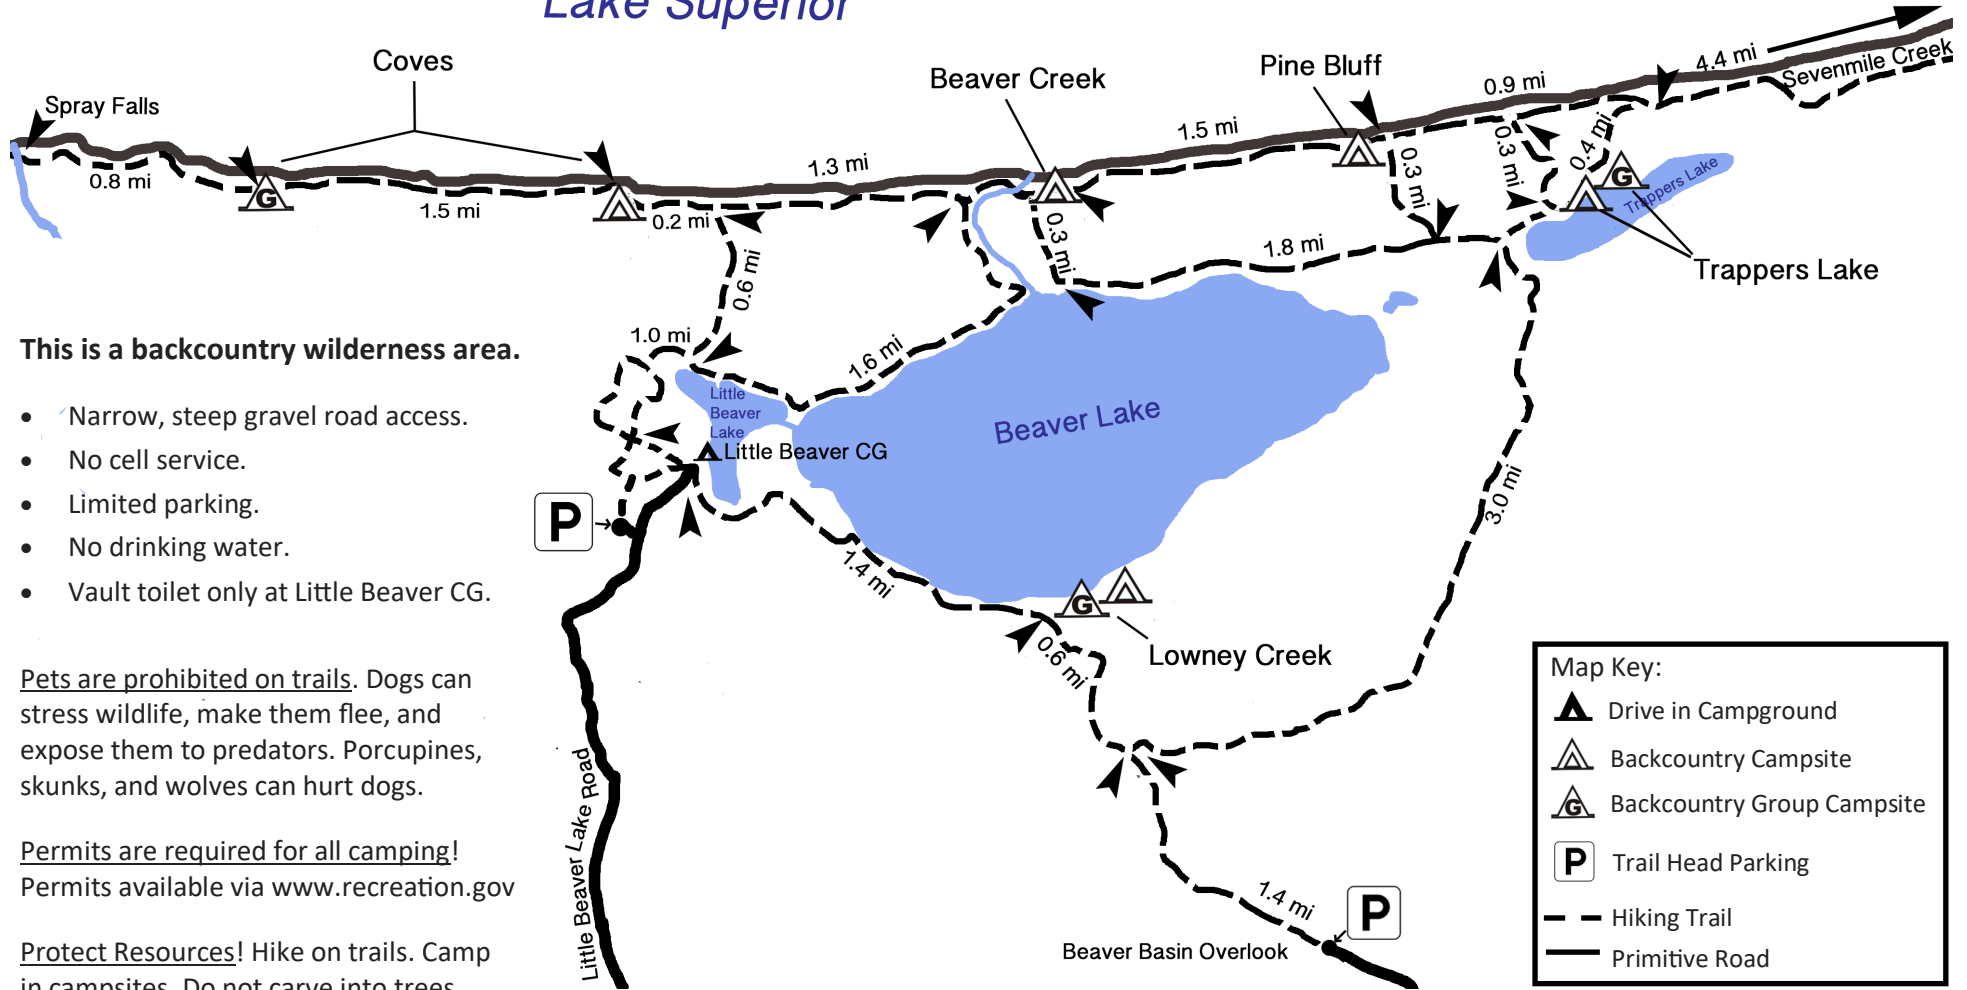 Lake Superior
Coves
Spray Falls
Beaver Creek
Pine Bluff
0.9 mi
4.4 mi
Sevenmile Creek
0.8 mi
G
1.5 mi
0.2 mi
1.3 mi
1.5 mi
0.3 mi
0.3 mi
0.3 mi
0.4 mi
G
Trappers Lake
Trappers Lake
1.8 mi
0.6 mi
1.0 mi
1.6 mi
Little
Beaver
Lake
Little Beaver CG
Beaver Lake
P
1.4 mi
G
Lowney Creek
0.6 mi
3.0 mi
1.4 mi
P
Beaver Basin Overlook
Little Beaver Lake Road
This is a backcountry wilderness area.
• Narrow, steep gravel road access.
• No cell service.
• Limited parking.
• No drinking water.
• Vault toilet only at Little Beaver CG.
Pets are prohibited on trails. Dogs can
stress wildlife, make them flee, and
expose them to predators. Porcupines,
skunks, and wolves can hurt dogs.
Permits are required for all camping!
Permits available via www.recreation.gov
Protect Resources! Hike on trails. Camp
in campsites. Do not carve into trees
Map Key:
Drive in Campground
Backcountry Campsite
G Backcountry Group Campsite
P Trail Head Parking
Hiking Trail
Primitive Road